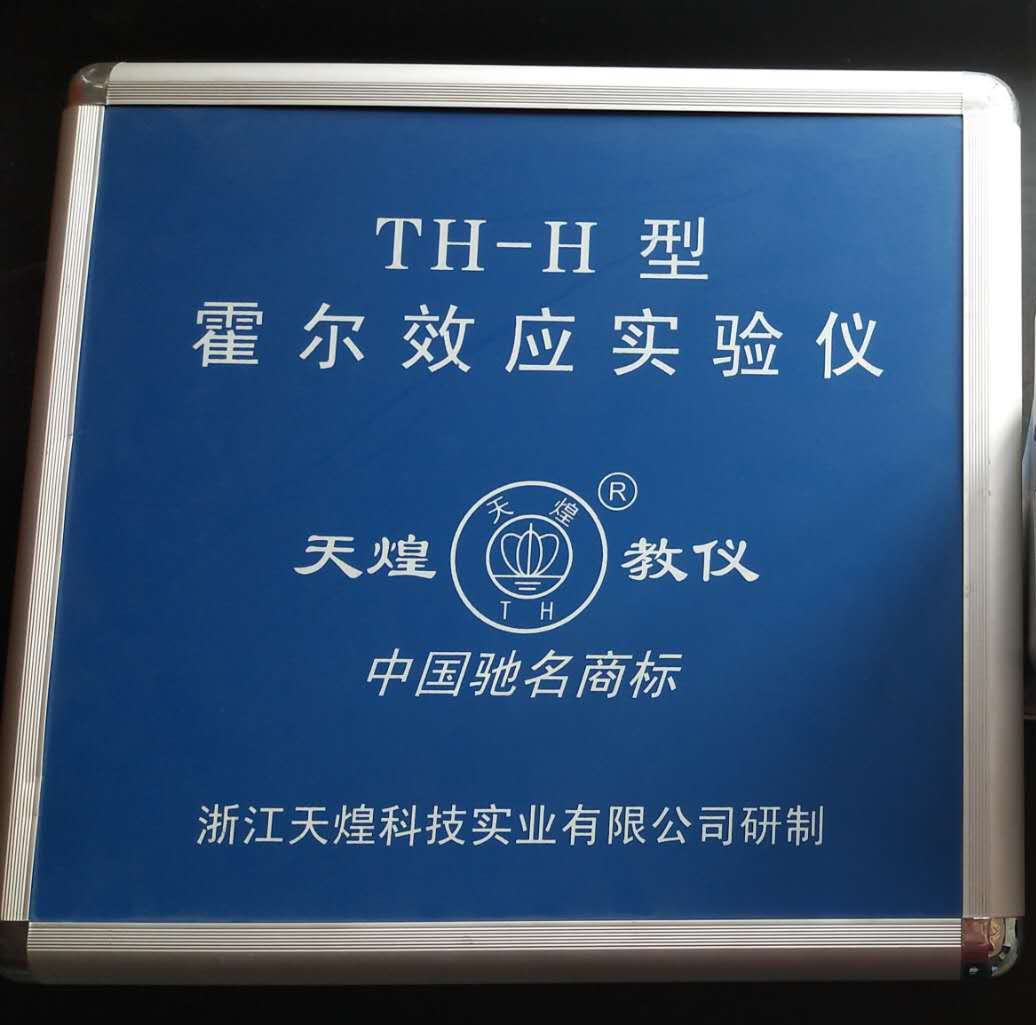 TH-H 型
霍尔效应实验仪
天煌 教仪
天煌
TH
®
中国驰名商标
浙江天煌科技实业有限公司研制